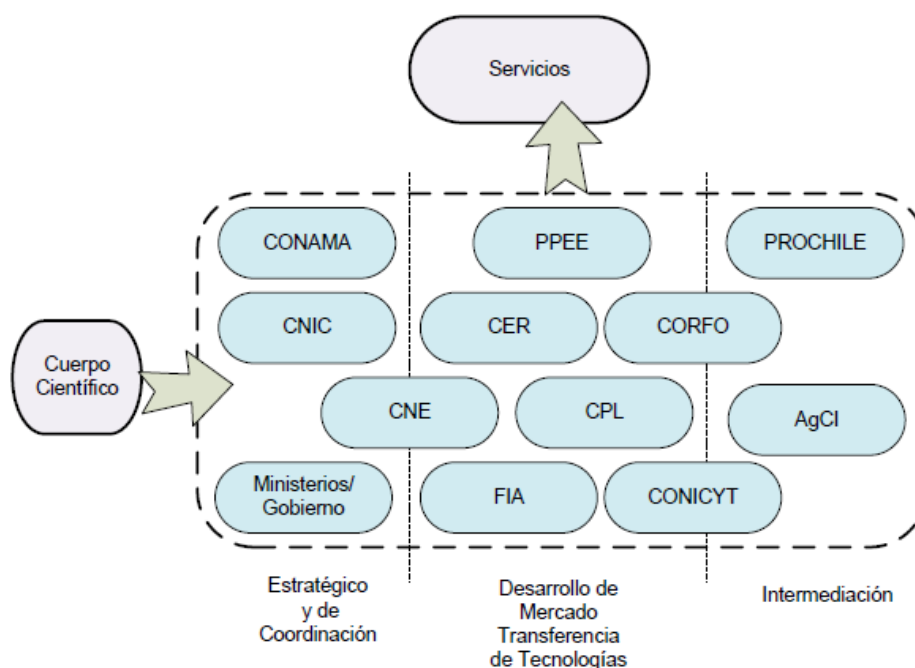 Servicios
CONAMA
PPEE
PROCHILE
CNIC
CER
CORFO
Cuerpo
Científico
CNE
CPL
AgCI
Ministerios/
Gobierno
FIA
CONICYT
Estratégico
y de
Coordinación
Desarrollo de
Mercado
Transferencia
de Tecnologías
Intermediación